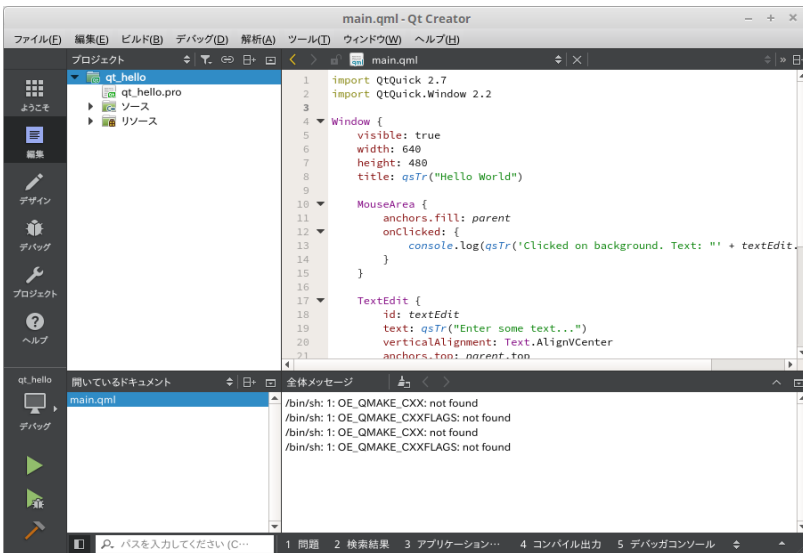 main.qml - Qt Creator
ファイル(F) 編集(E) ビルド(B) デバッグ(D) 解析(A) ツール(T) ウィンドウ(W) ヘルプ(H)
ようこそ
編集
デザイン
デバッグ
プロジェクト
ヘルプ
qt_hello
デバッグ
プロジェクト
qt_hello
qt_hello.pro
ソース
リソース
main.qml
1 import QtQuick 2.7
2 import QtQuick.Window 2.2
3
4 Window {
5 visible: true
6 width: 640
7 height: 480
8 title: qsTr("Hello World")
9
10 MouseArea {
11 anchors.fill: parent
12 onClicked: {
13 console.log(qsTr('Clicked on background. Text: "' + textEdit.
14 }
15 }
16
17 TextEdit {
18 id: textEdit
19 text: qsTr("Enter some text...")
20 verticalAlignment: Text.AlignVCenter
21 anchors.top: parent.top
開いているドキュメント
main.qml
全体メッセージ
/bin/sh: 1: OE_QMAKE_CXX: not found
/bin/sh: 1: OE_QMAKE_CXXFLAGS: not found
/bin/sh: 1: OE_QMAKE_CXX: not found
/bin/sh: 1: OE_QMAKE_CXXFLAGS: not found
パスを入力してください (C…
1 問題 2 検索結果 3 アプリケーション… 4 コンパイル出力 5 デバッガコンソール